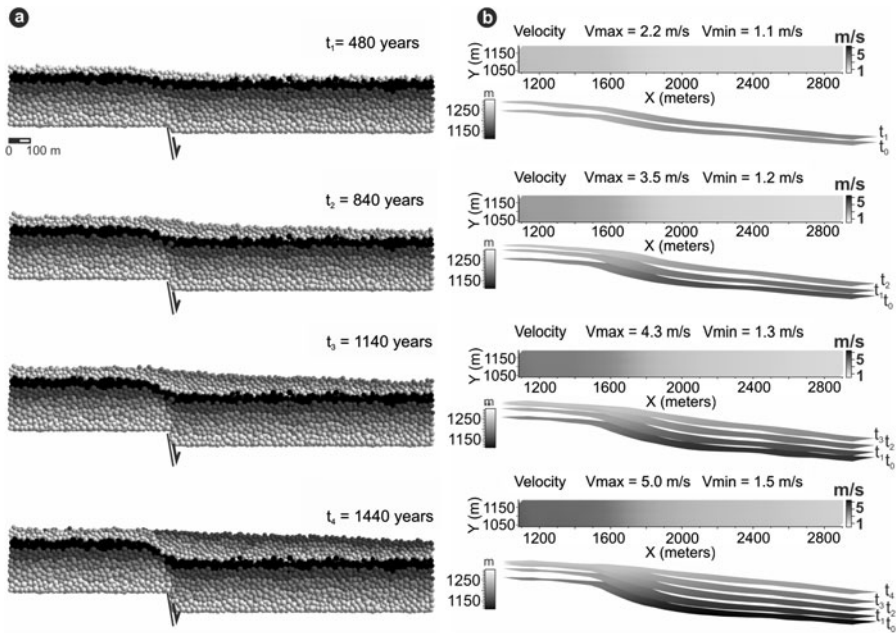 a
t₁= 480 years
0 100 m
t₂ = 840 years
t₃ = 1140 years
t₄ = 1440 years
b
Velocity Vmax = 2.2 m/s Vmin = 1.1 m/s m/s
Y (m) 1150 1050 5 1
1200 1600 2000 2400 2800
X (meters)
m
1250
1150
t₁
t₀
Velocity Vmax = 3.5 m/s Vmin = 1.2 m/s m/s
Y (m) 1150 1050 5 1
1200 1600 2000 2400 2800
X (meters)
m
1250
1150
t₂
t₁t₀
Velocity Vmax = 4.3 m/s Vmin = 1.3 m/s m/s
Y (m) 1150 1050 5 1
1200 1600 2000 2400 2800
X (meters)
m
1250
1150
t₃t₂
t₁t₀
Velocity Vmax = 5.0 m/s Vmin = 1.5 m/s m/s
Y (m) 1150 1050 5 1
1200 1600 2000 2400 2800
X (meters)
m
1250
1150
t₄
t₃
t₂
t₁